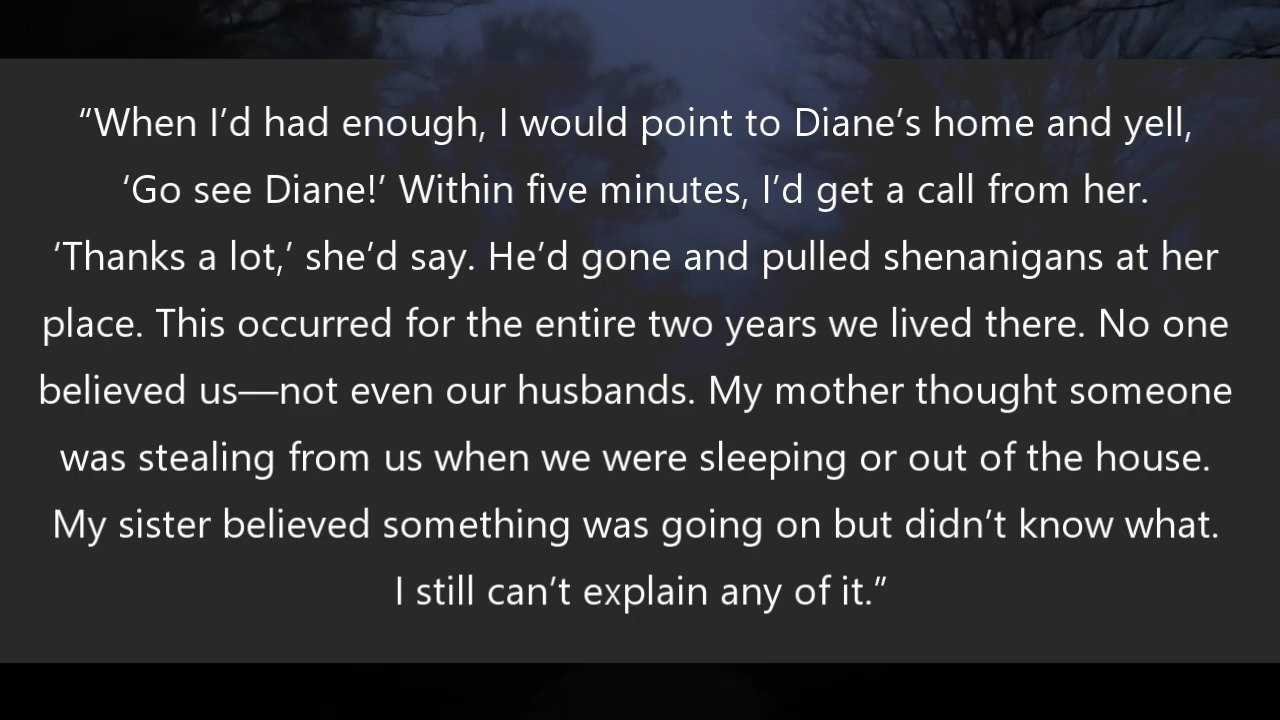 “When I’d had enough, I would point to Diane’s home and yell,
‘Go see Diane!’ Within five minutes, I’d get a call from her.
‘Thanks a lot,’ she’d say. He’d gone and pulled shenanigans at her
place. This occurred for the entire two years we lived there. No one
believed us—not even our husbands. My mother thought someone
was stealing from us when we were sleeping or out of the house.
My sister believed something was going on but didn’t know what.
I still can’t explain any of it.”